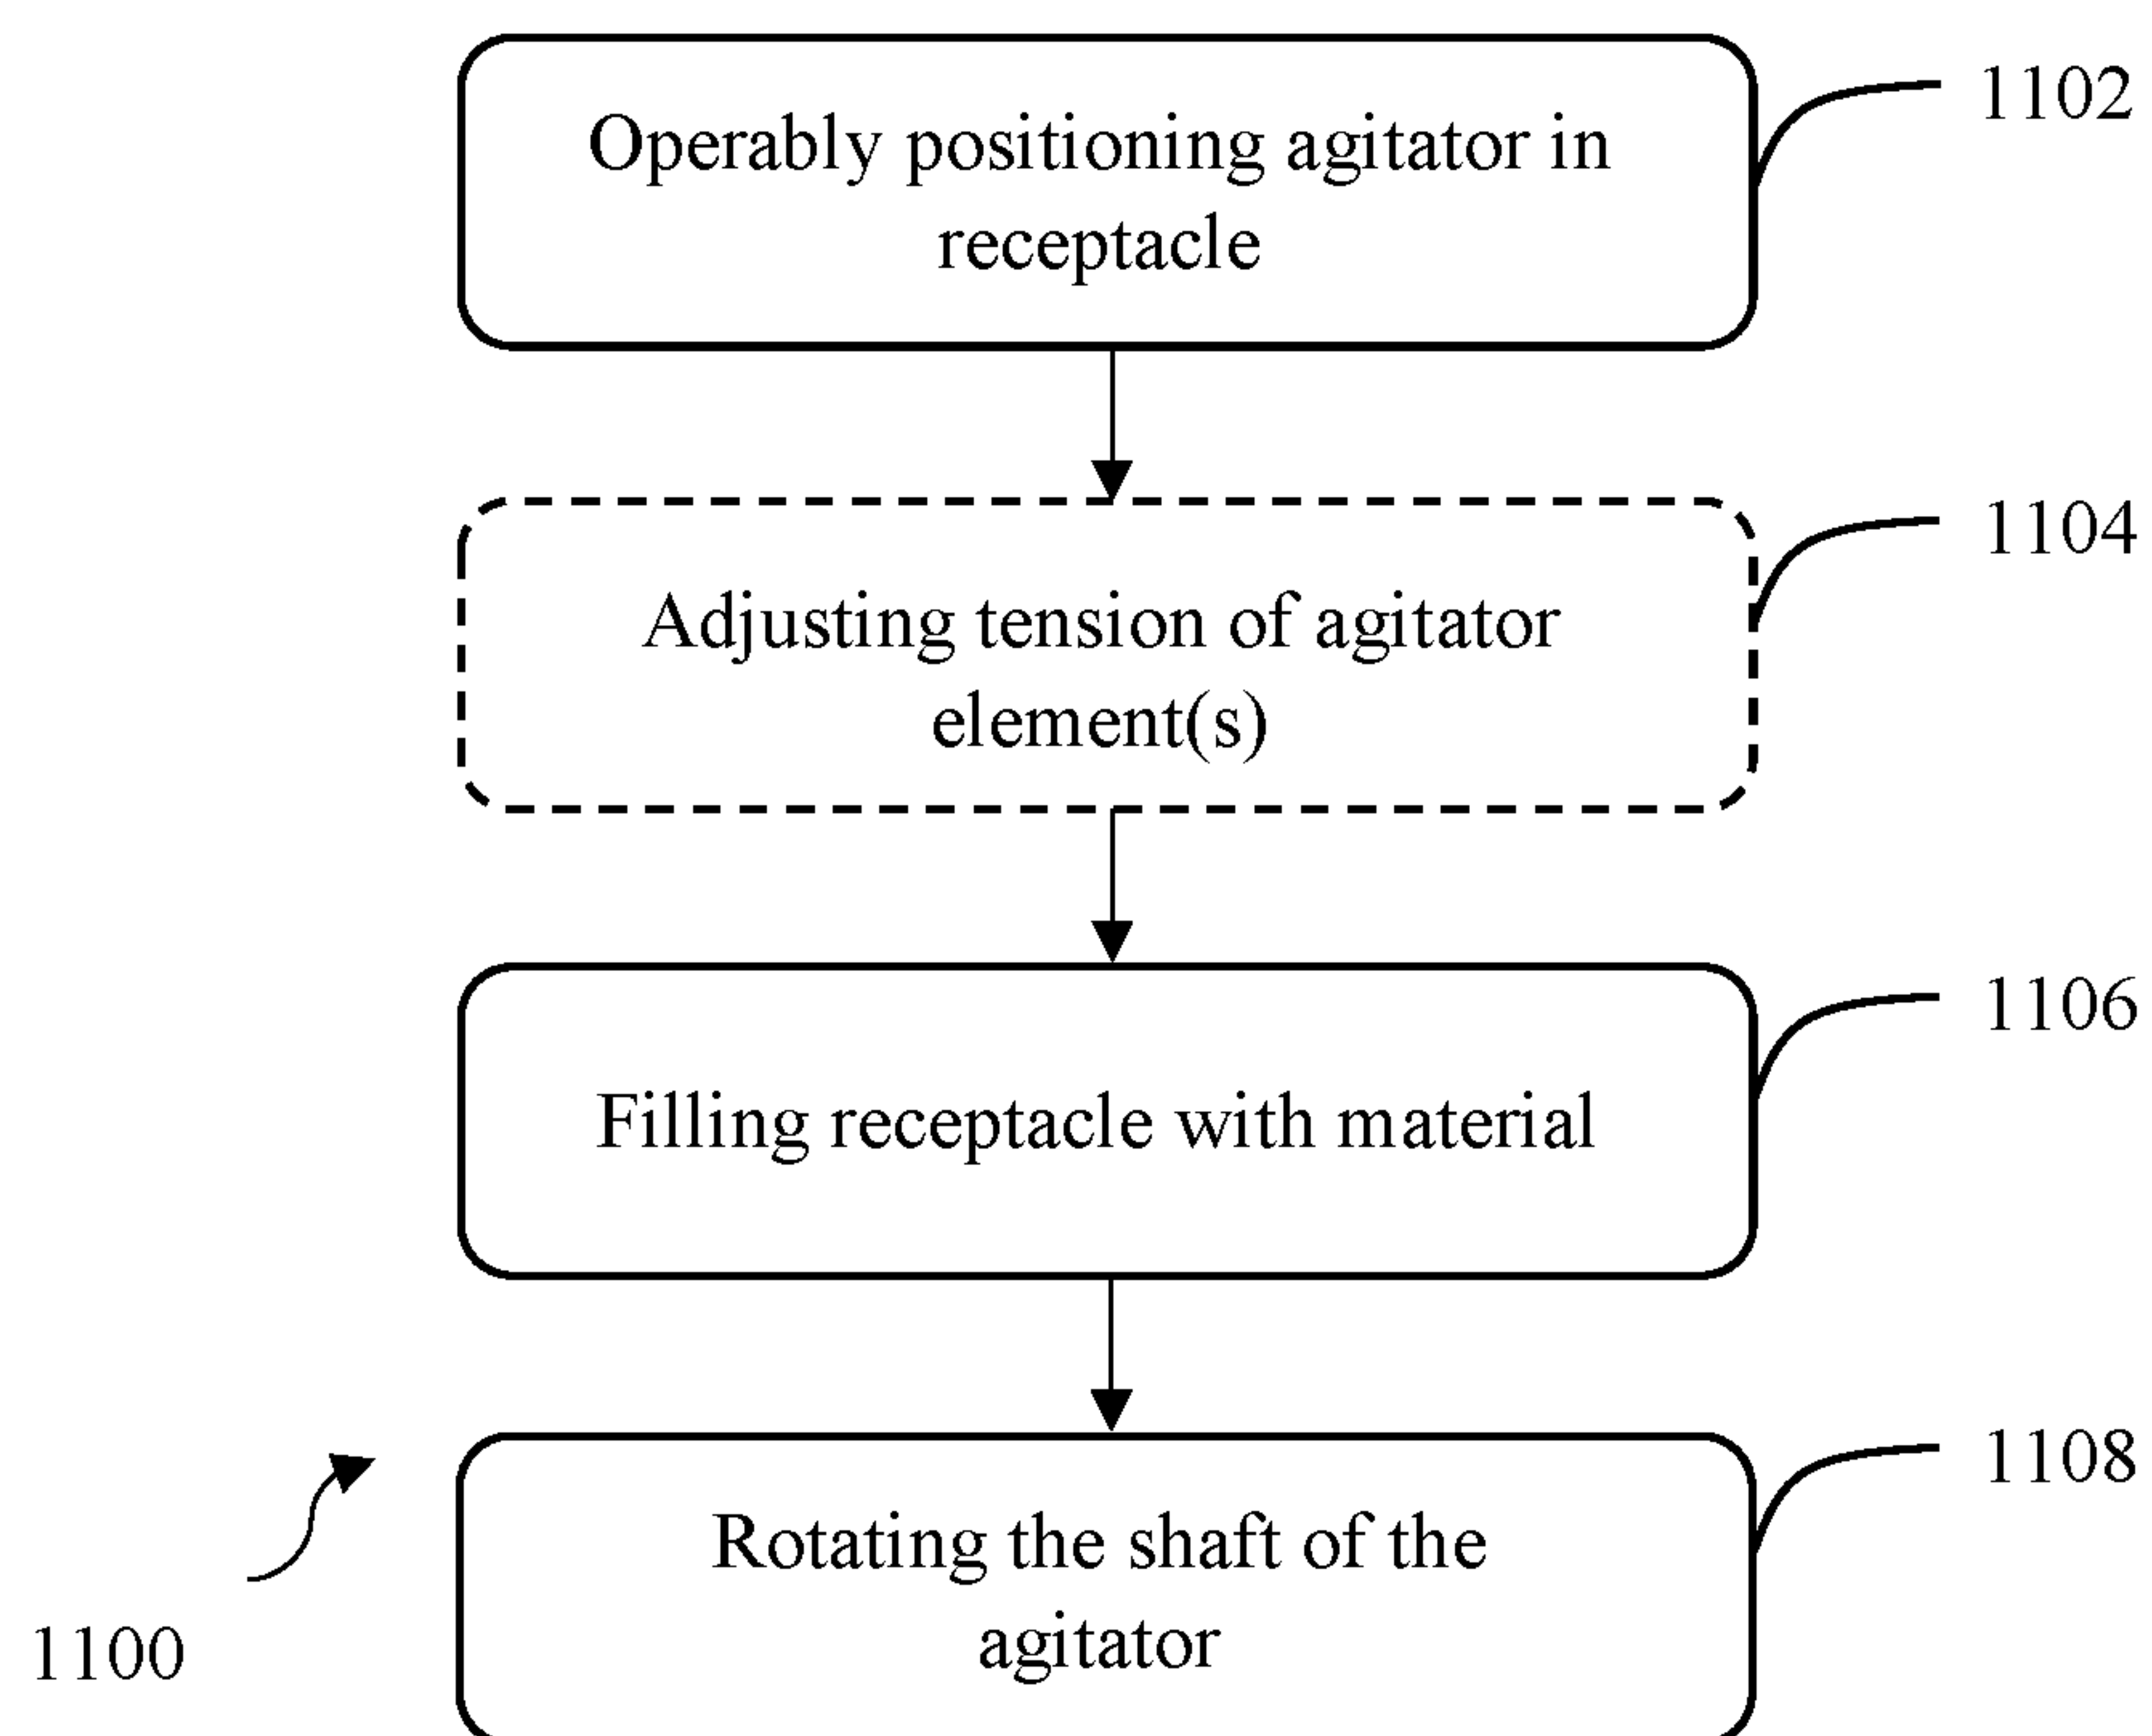 Operably positioning agitator in
receptacle
1102
Adjusting tension of agitator
element(s)
1104
Filling receptacle with material
1106
Rotating the shaft of the
agitator
1108
1100